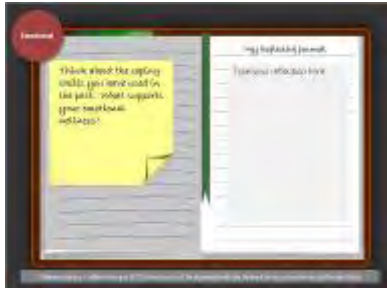 Emotional
Think about the coping
skills you have used in
the past. What supports
your emotional
wellness?
My Reflection Journal
Type your reflection here